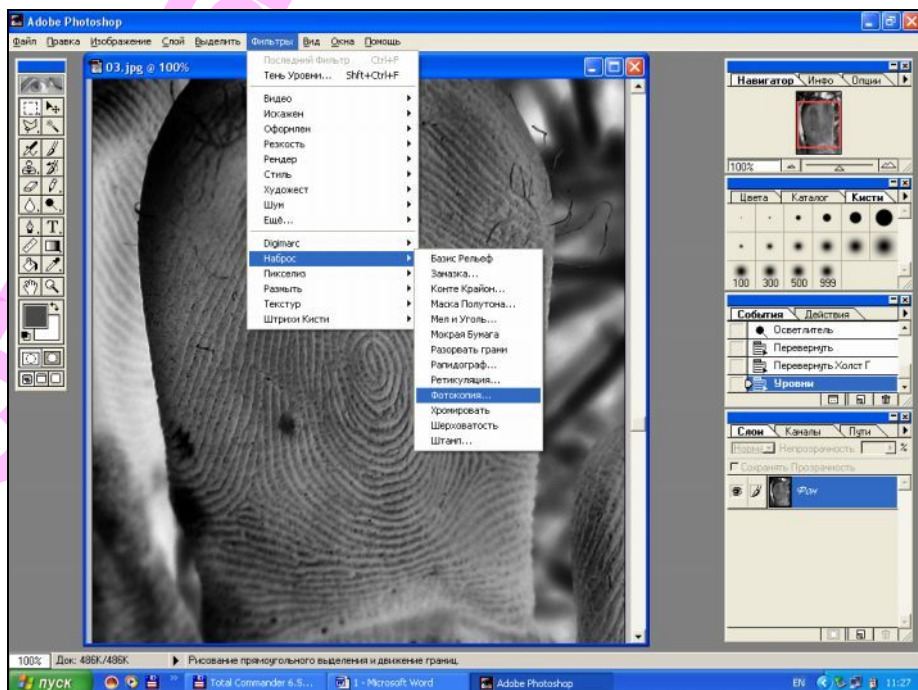 Adobe Photoshop
Файл Правка Изображение Слой Выделить Фильтры Вид Окна Помощь
03.jpg @ 100%
Последний Фильтр Ctrl+F
Тень Уровни... Shft+Ctrl+F
Видео
Искажен
Оформлен
Резкость
Рендер
Стиль
Художест
Шум
Ещё...
Digimarc
Наброс
Пикселиз
Размыть
Текстур
Штрихи Кисти
Базис Рельеф
Замазка...
Конте Крайон...
Маска Полутона...
Мел и Уголь...
Мокрая Бумага
Разорвать грани
Рапидограф...
Ретикуляция...
Фотокопия...
Хромировать
Шерховатость
Штамп...
Навигатор Инфо Опции
100%
Цвета Каталог Кисти
100 300 500 999
События Действия
Осветлитель
Перевернуть
Перевернуть Холст Г
Уровни
Слои Каналы Пути
Непрозрачность: %
Сохранять Прозрачность
Фон
100% Док: 486K/486K Рисование прямоугольного выделения и движение границ.
пуск Total Commander 6.5... 1 - Microsoft Word Adobe Photoshop EN 11:27